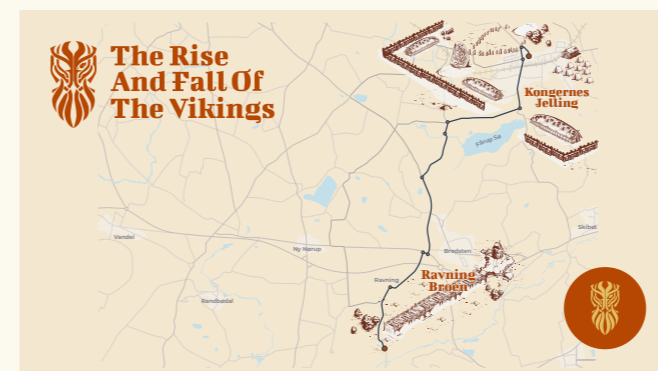 The Rise
And Fall Of
The Vikings
Kongernes
Jelling
Fårup Sø
Skibet
Vandel
Ny Nørup
Bredsten
Ravning
Ravning
Broen
Randbøldal